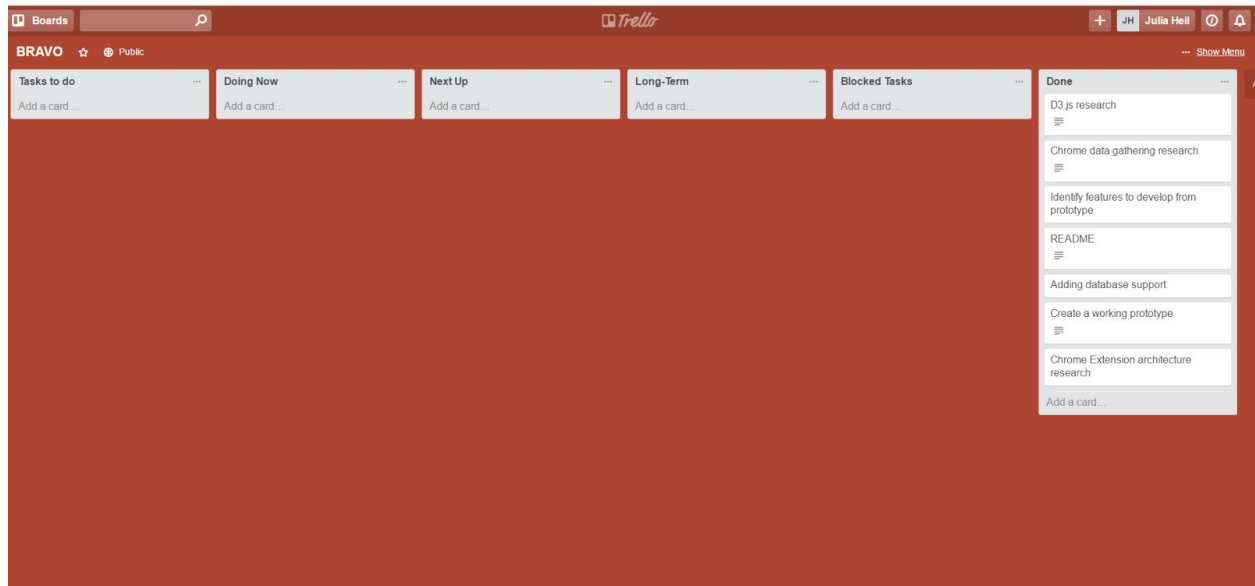 Boards
Trello
JH Julia Heil
BRAVO Public
... Show Menu
Tasks to do ...
Add a card...
Doing Now ...
Add a card...
Next Up ...
Add a card...
Long-Term ...
Add a card...
Blocked Tasks ...
Add a card...
Done ...
D3.js research
Chrome data gathering research
Identify features to develop from
prototype
README
Adding database support
Create a working prototype
Chrome Extension architecture
research
Add a card...